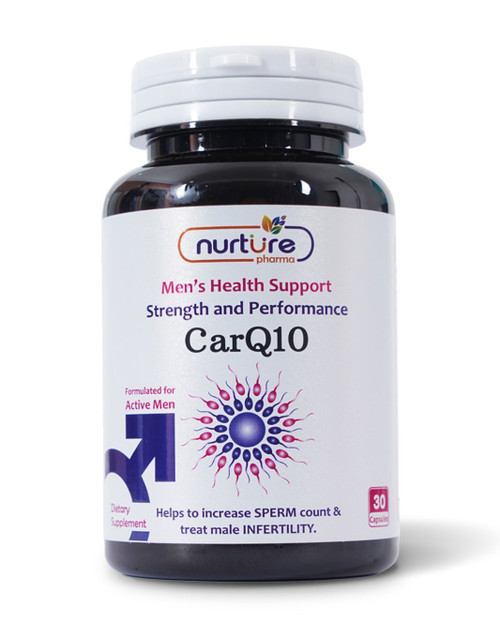 nurture
pharma
Men's Health Support
Strength and Performance
CarQ10
Formulated for
Active Men
Dietary
Supplement
30
Capsules
Helps to increase SPERM count &
treat male INFERTILITY.